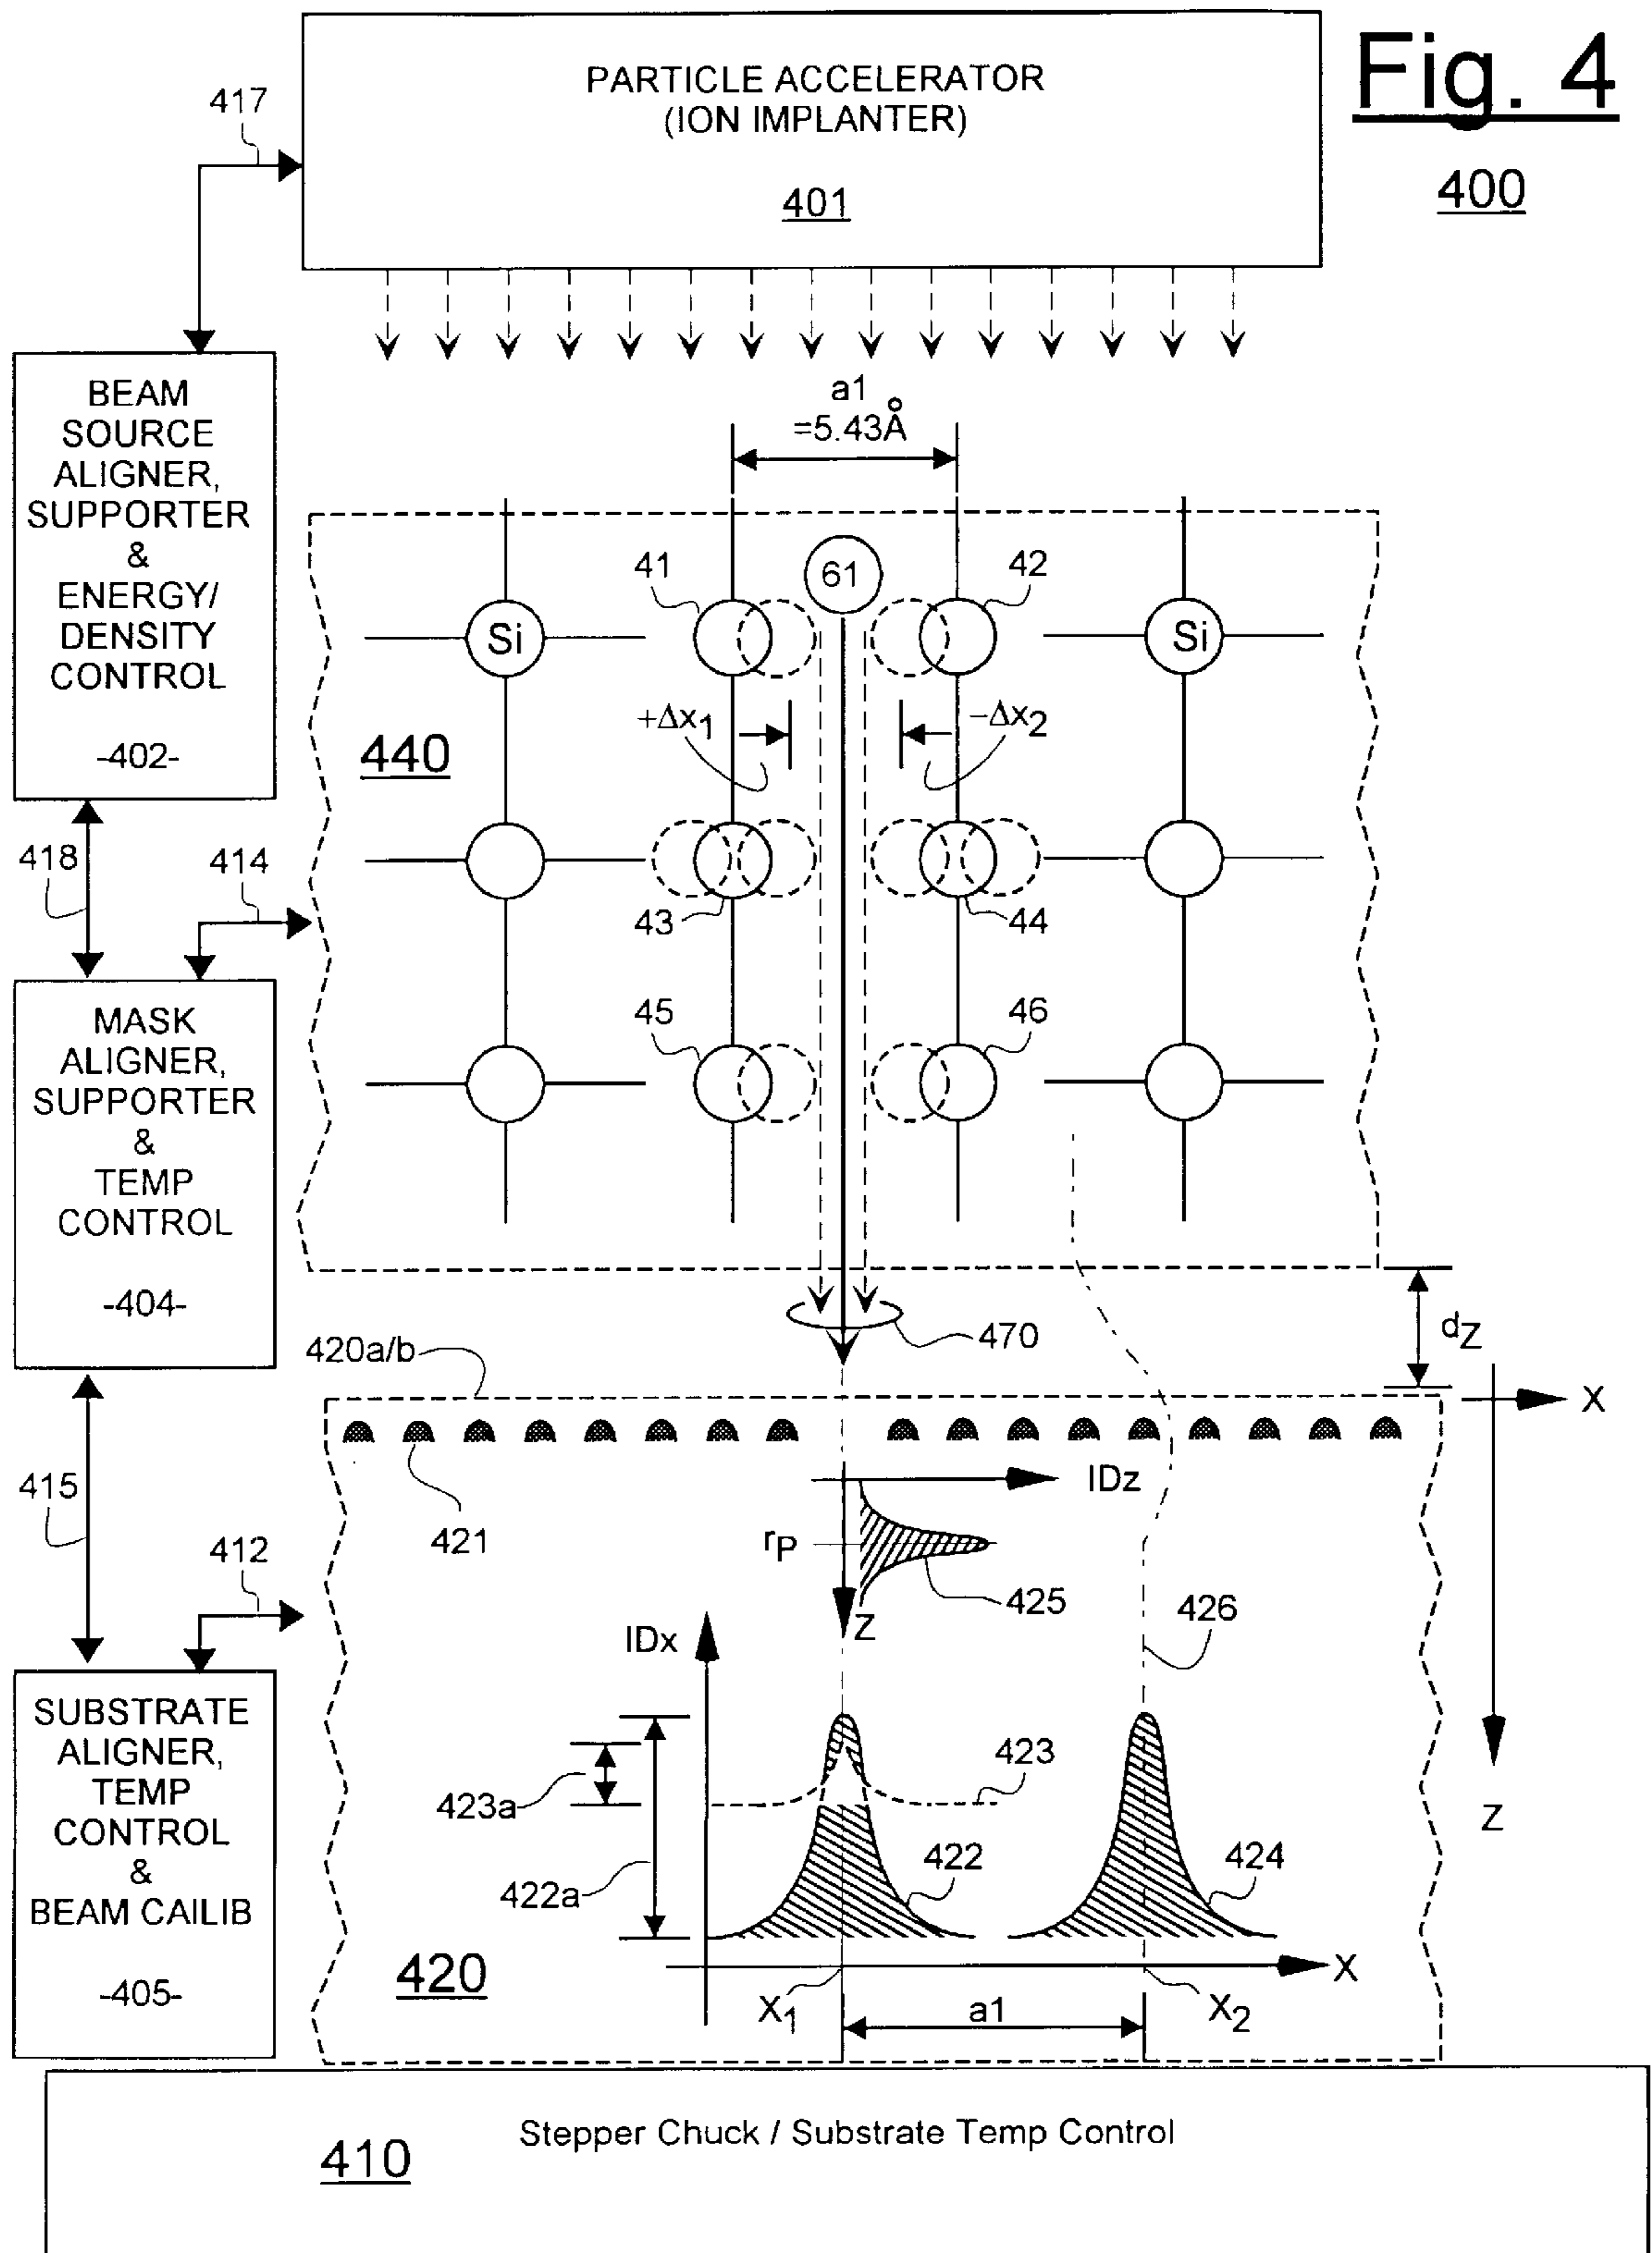 Fig. 4
400
PARTICLE ACCELERATOR
(ION IMPLANTER)
401
417
BEAM
SOURCE
ALIGNER,
SUPPORTER
&
ENERGY/
DENSITY
CONTROL
-402-
a1
=5.43Å
41
61
42
Si
Si
+Δx1
-Δx2
440
418
414
43
44
MASK
ALIGNER,
SUPPORTER
&
TEMP
CONTROL
-404-
45
46
470
dZ
420a/b
X
415
421
IDz
rP
412
425
426
Z
IDx
SUBSTRATE
ALIGNER,
TEMP
CONTROL
&
BEAM CAILIB
-405-
423
423a
Z
422
424
422a
420
X
X1
a1
X2
Stepper Chuck / Substrate Temp Control
410